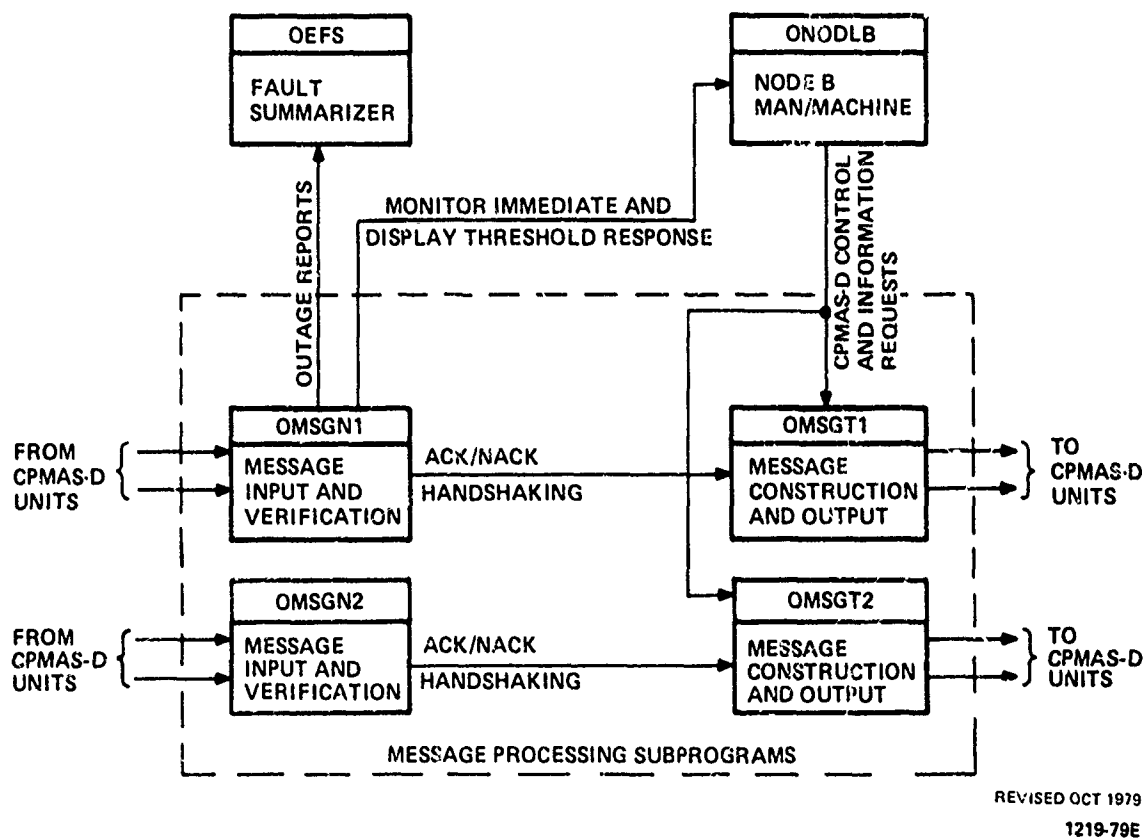 OEFS
FAULT
SUMMARIZER
ONODLB
NODE B
MAN/MACHINE
OUTAGE REPORTS
MONITOR IMMEDIATE AND
DISPLAY THRESHOLD RESPONSE
CPMAS-D CONTROL
AND INFORMATION
REQUESTS
FROM
CPMAS-D
UNITS
OMSGN1
MESSAGE
INPUT AND
VERIFICATION
ACK/NACK
HANDSHAKING
OMSGT1
MESSAGE
CONSTRUCTION
AND OUTPUT
TO
CPMAS-D
UNITS
FROM
CPMAS-D
UNITS
OMSGN2
MESSAGE
INPUT AND
VERIFICATION
ACK/NACK
HANDSHAKING
OMSGT2
MESSAGE
CONSTRUCTION
AND OUTPUT
TO
CPMAS-D
UNITS
MESSAGE PROCESSING SUBPROGRAMS
REVISED OCT 1979
1219-79E